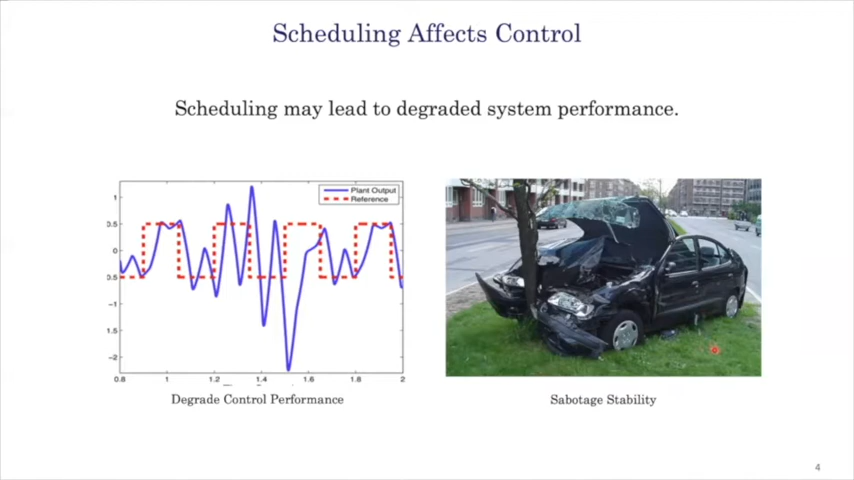 Scheduling Affects Control
Scheduling may lead to degraded system performance.
Plant Output
Reference
1
0.5
0
0.5
−1
1.5
−2
0.8
1
1.2
1.4
1.6
1.8
2
Degrade Control Performance
Sabotage Stability
4